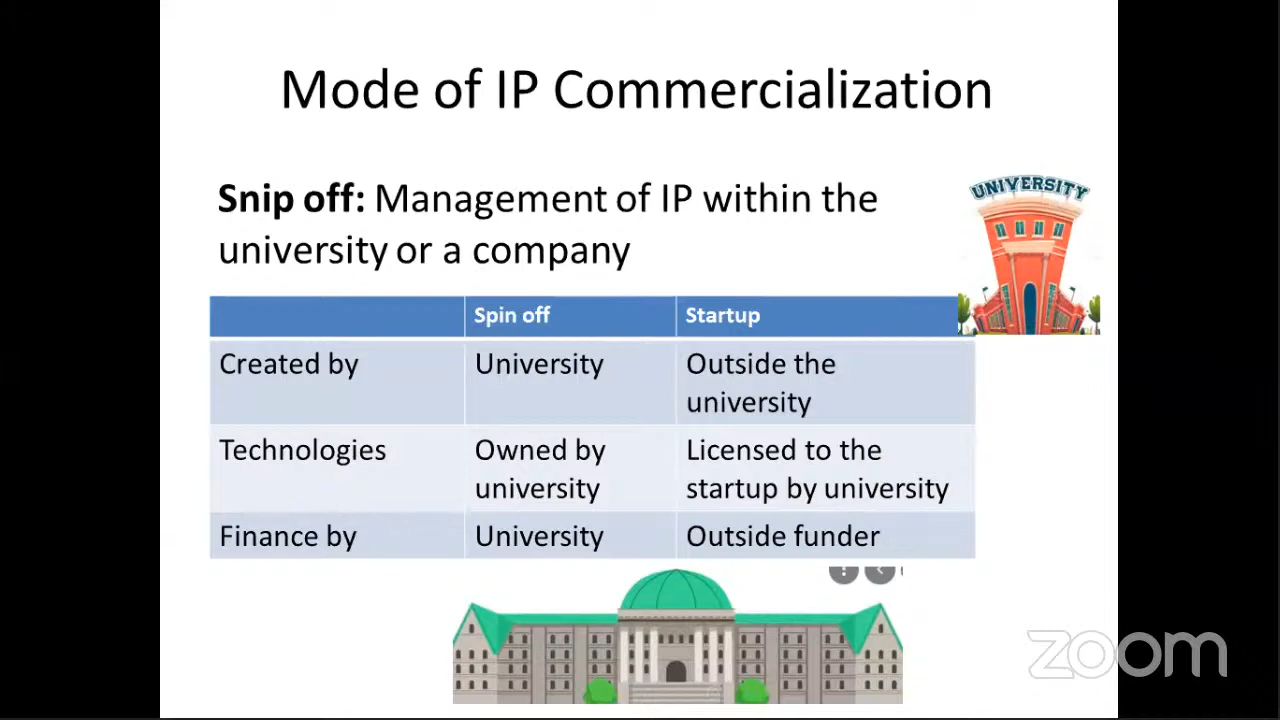 Mode of IP Commercialization
Snip off: Management of IP within the
university or a company
UNIVERSITY
Spin off Startup
Created by University Outside the
university
Technologies Owned by Licensed to the
university startup by university
Finance by University Outside funder
zoom